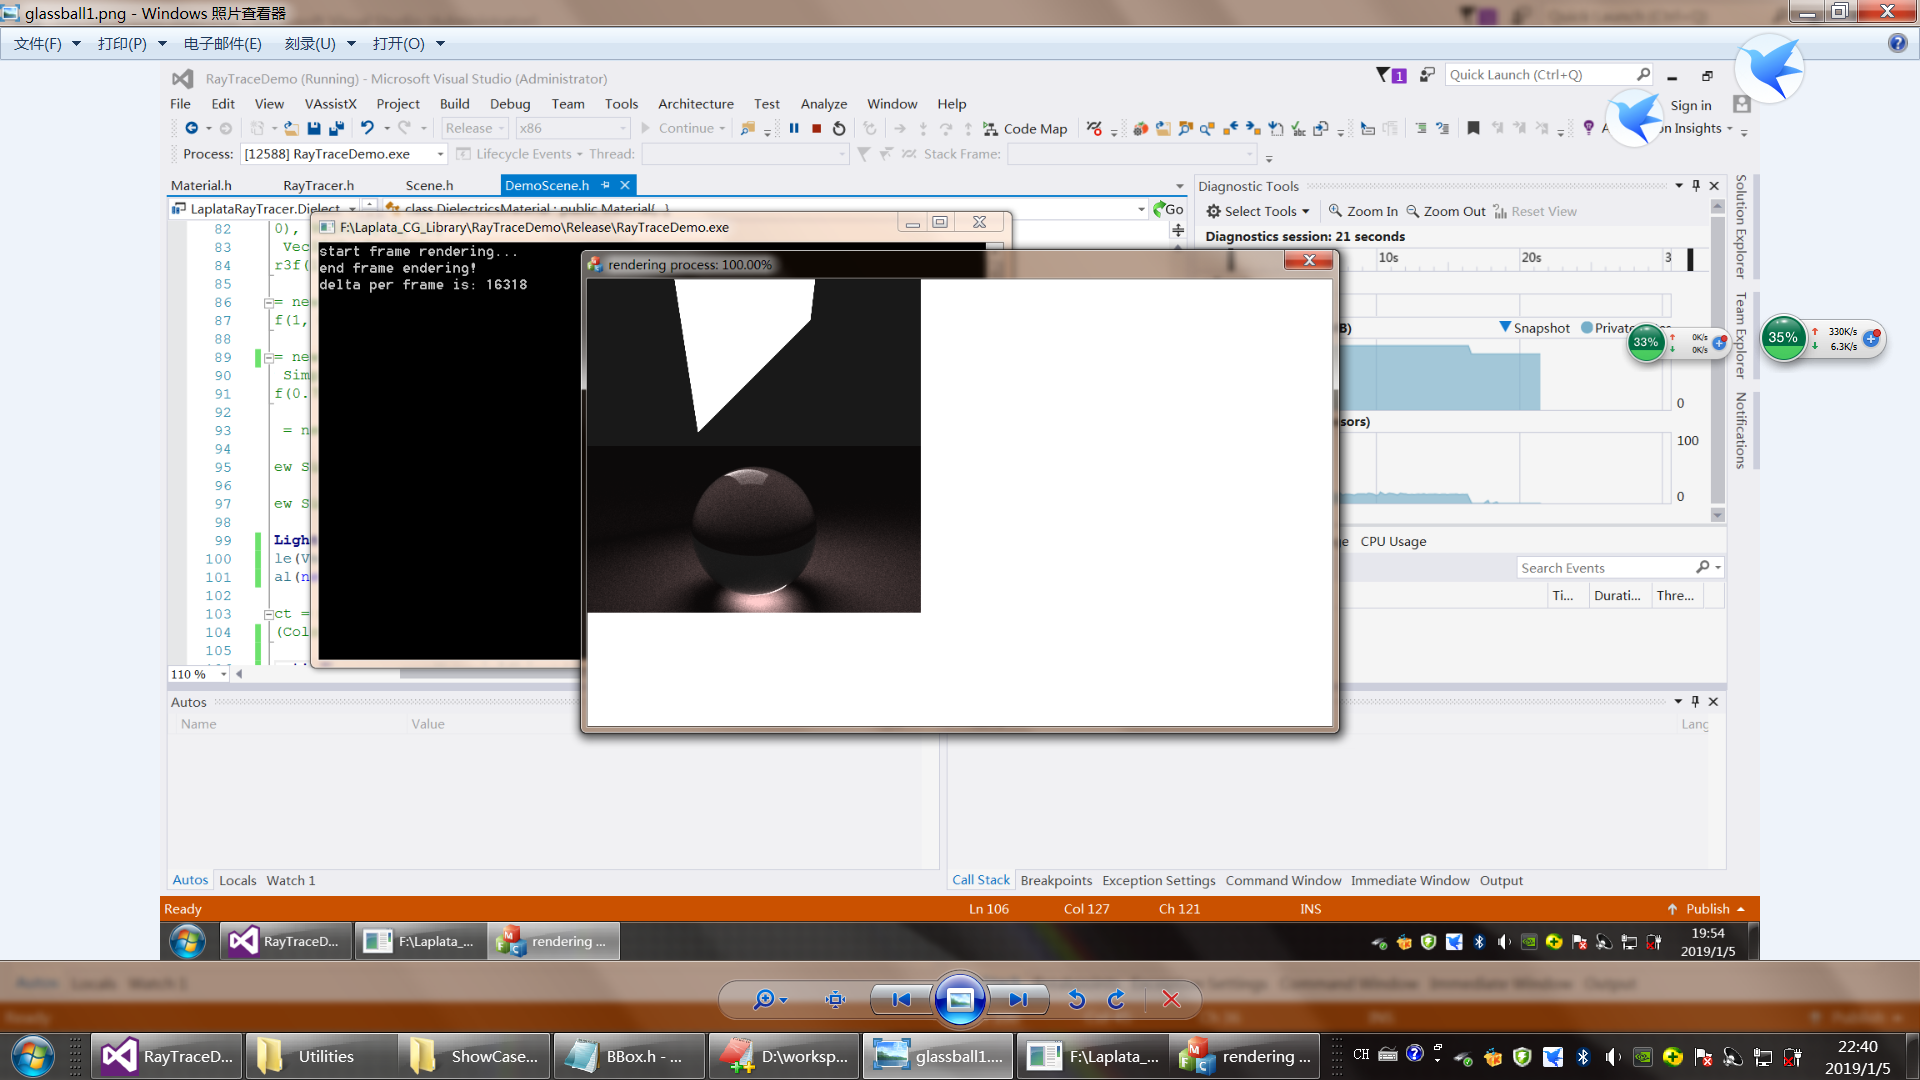 glassball1.png - Windows 照片查看器
文件(F) 打印(P) 电子邮件(E) 刻录(U) 打开(O)
RayTraceDemo (Running) - Microsoft Visual Studio (Administrator)
1
Quick Launch (Ctrl+Q)
File Edit View VAssistX Project Build Debug Team Tools Architecture Test Analyze Window Help
Sign in
Release x86 Continue Code Map
on Insights
Process: [12588] RayTraceDemo.exe Lifecycle Events Thread: Stack Frame:
Material.h RayTracer.h Scene.h DemoScene.h
LaplataRayTracer.Dielect class DielectricsMaterial : public Material{ } Go
82 0),
83 Vec
84 r3f(
85
86 = ne
87 f(1,
88
89 = ne
90 Sim
91 f(0.
92
93 = n
94
95 ew S
96
97 ew S
98
99 Ligh
100 le(V
101 al(n
102
103 ct =
104 (Col
105
110 %
F:\Laplata_CG_Library\RayTraceDemo\Release\RayTraceDemo.exe
start frame rendering...
end frame endering!
delta per frame is: 16318
rendering process: 100.00%
Diagnostic Tools
Select Tools Zoom In Zoom Out Reset View
Diagnostics session: 21 seconds
10s 20s 3
B) Snapshot Private
0
sors)
100
0
e CPU Usage
Search Events
Ti... Durati... Thre...
Solution Explorer
Team Explorer
Notifications
33% 0K/s
0K/s
35% 330K/s
6.3K/s
Autos
Name Value
Lang
Autos Locals Watch 1
Call Stack Breakpoints Exception Settings Command Window Immediate Window Output
Ready Ln 106 Col 127 Ch 121 INS Publish
RayTraceD... F:\Laplata_... rendering ...
19:54
2019/1/5
RayTraceD... Utilities ShowCase... BBox.h - ... D:\worksp... glassball1.... F:\Laplata_... rendering ...
CH
22:40
2019/1/5